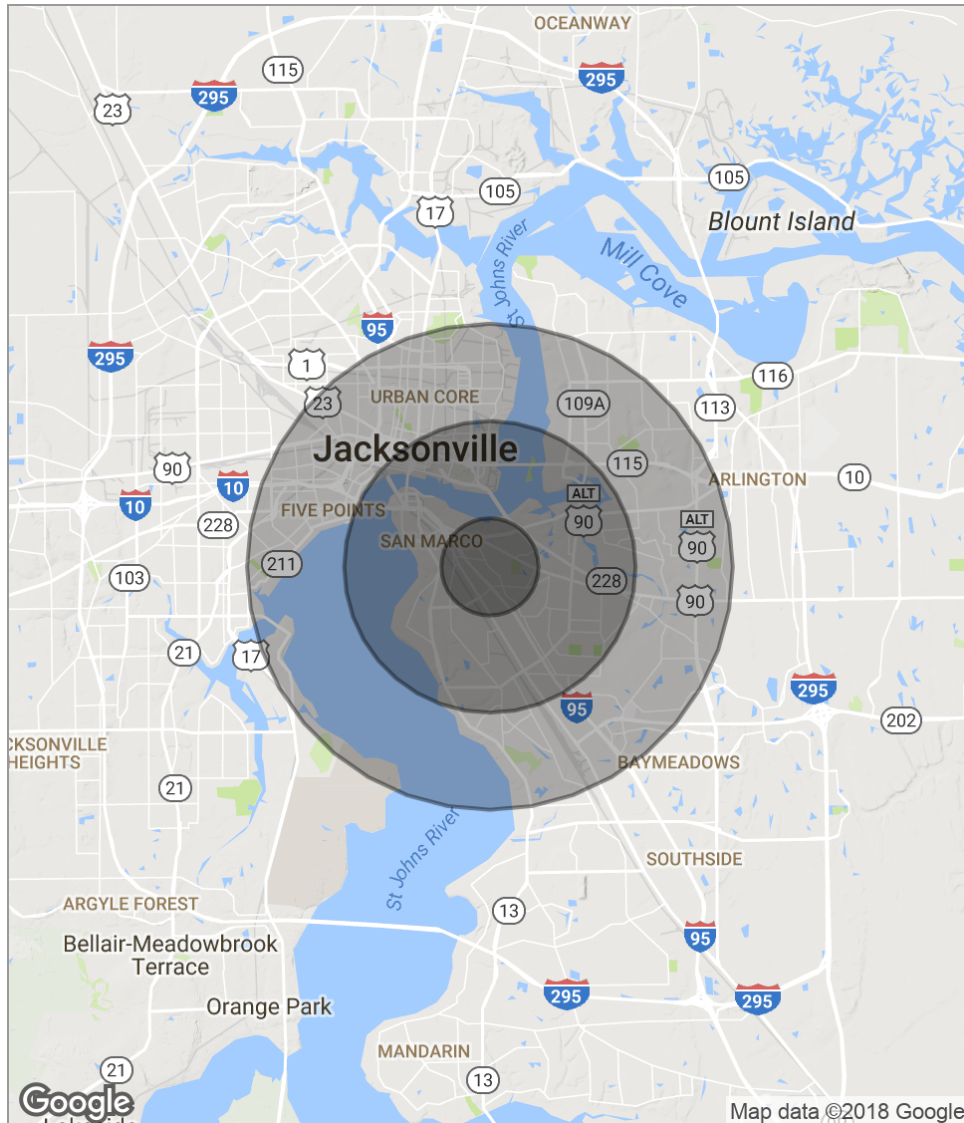 OCEANWAY
115
295
295
23
105
105
17
Blount Island
St Johns River
Mill Cove
95
295
1
116
23
URBAN CORE
109A
113
Jacksonville
115
90
10
ARLINGTON
10
10
ALT
90
FIVE POINTS
228
ALT
90
SAN MARCO
211
103
228
90
21
17
295
95
202
CKSONVILLE
HEIGHTS
BAYMEADOWS
21
St Johns River
SOUTHSIDE
ARGYLE FOREST
13
Bellair-Meadowbrook
Terrace
95
295
295
Orange Park
MANDARIN
21
13
Google
Map data ©2018 Google